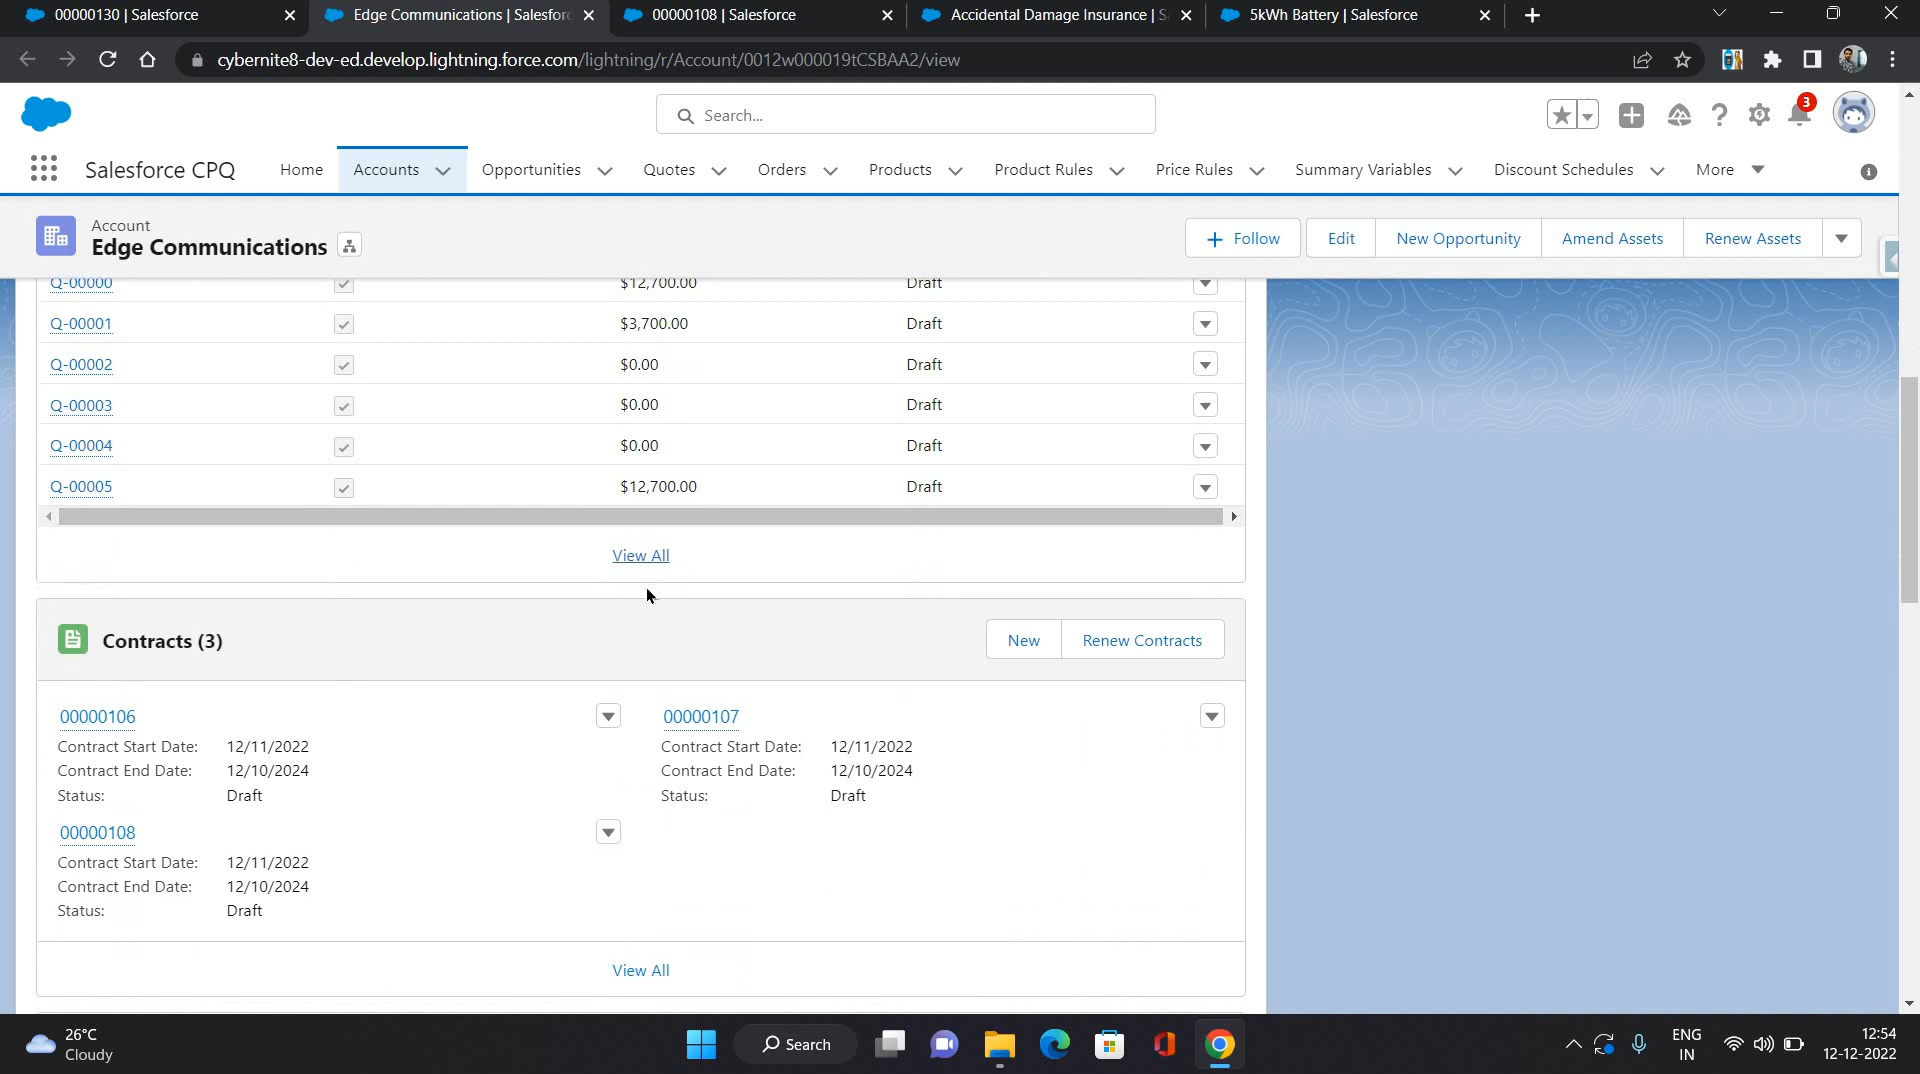 00000130 | Salesforce
Edge Communications | Salesforc
00000108 | Salesforce
Accidental Damage Insurance | S
5kWh Battery | Salesforce
cybernite8-dev-ed.develop.lightning.force.com/lightning/r/Account/0012w000019tCSBAA2/view
Search...
3
Salesforce CPQ
Home
Accounts
Opportunities
Quotes
Orders
Products
Product Rules
Price Rules
Summary Variables
Discount Schedules
More
Account
Edge Communications
Follow
Edit
New Opportunity
Amend Assets
Renew Assets
Q-00000 $12,700.00 Draft
Q-00001 $3,700.00 Draft
Q-00002 $0.00 Draft
Q-00003 $0.00 Draft
Q-00004 $0.00 Draft
Q-00005 $12,700.00 Draft
View All
Contracts (3)
New
Renew Contracts
00000106
Contract Start Date: 12/11/2022
Contract End Date: 12/10/2024
Status: Draft
00000107
Contract Start Date: 12/11/2022
Contract End Date: 12/10/2024
Status: Draft
00000108
Contract Start Date: 12/11/2022
Contract End Date: 12/10/2024
Status: Draft
View All
26°C
Cloudy
Search
ENG
IN
12:54
12-12-2022